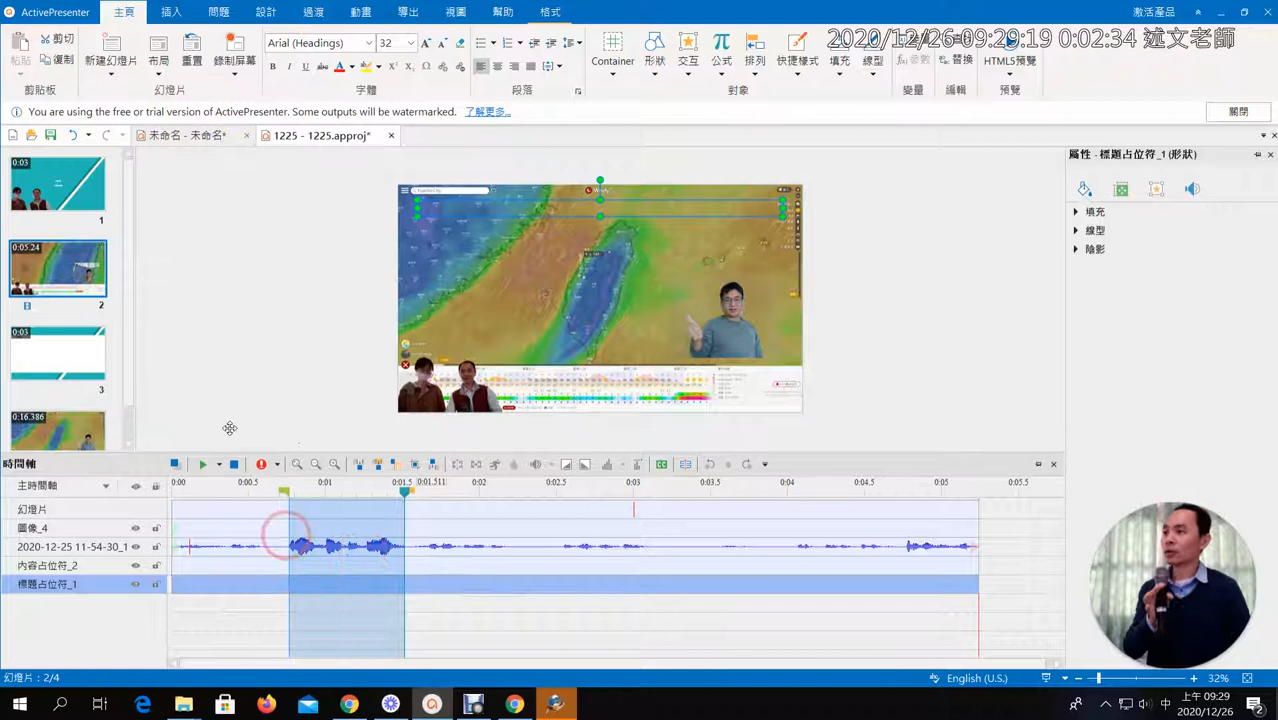 ActivePresenter 主頁 插入 問題 設計 過渡 動畫 導出 視圖 幫助 格式 激活產品
2020/12/26 09:29:19 0:02:34 述文老師
粘貼 剪切 複製 新建幻燈片 布局 重置 錄制屏幕 Arial (Headings) 32 Container 形狀 交互 公式 排列 快捷樣式 填充 線型 替換 HTML5預覽
剪貼板 幻燈片 字體 段落 對象 變量 編輯 預覽
You are using the free or trial version of ActivePresenter. Some outputs will be watermarked. 了解更多... 關閉
未命名 - 未命名* 1225 - 1225.approj*
屬性 - 標題占位符_1 (形狀)
填充
線型
陰影
0:03
1
0:05.24
2
0:03
3
0:16.386
時間軸
主時間軸 0:00 0:00.5 0:01 0:01.5 0:01.511 0:02 0:02.5 0:03 0:03.5 0:04 0:04.5 0:05 0:05.5
幻燈片
圖像_4
2020-12-25 11-54-30_1
內容占位符_2
標題占位符_1
幻燈片: 2/4 English (U.S.) 32%
中 上午 09:29
2020/12/26
2